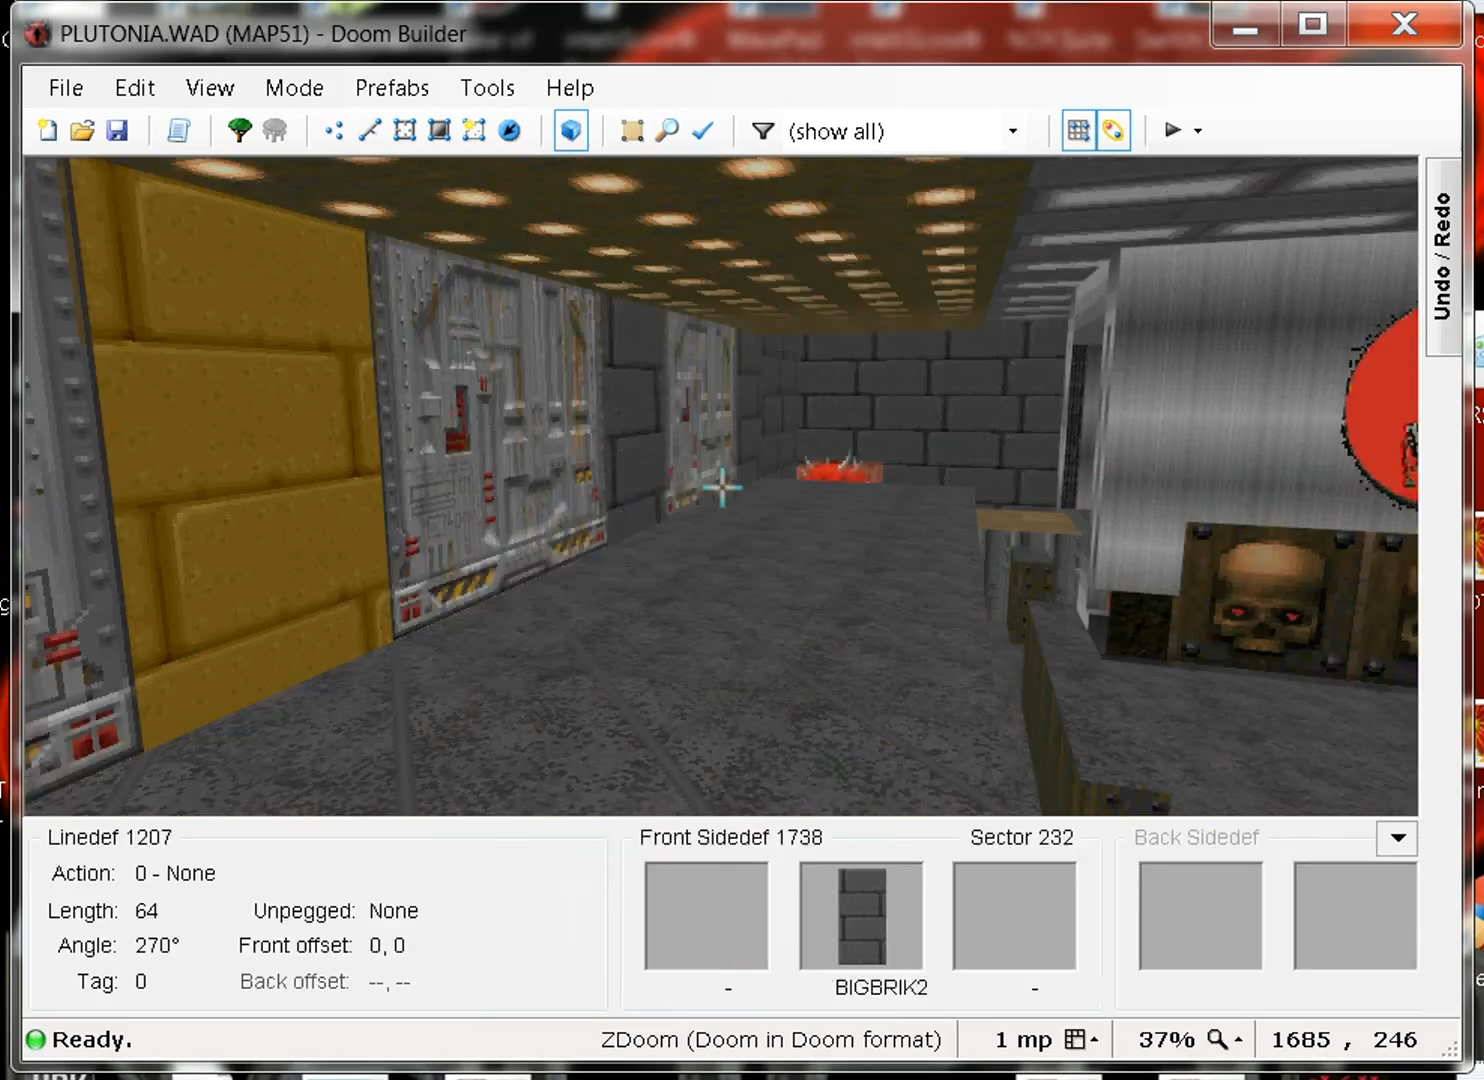 PLUTONIA.WAD (MAP51) - Doom Builder
File Edit View Mode Prefabs Tools Help
(show all)
Undo / Redo
Linedef 1207
Action: 0 - None
Length: 64 Unpegged: None
Angle: 270° Front offset: 0, 0
Tag: 0 Back offset: --, --
Front Sidedef 1738 Sector 232
- BIGBRIK2 -
Back Sidedef
Ready. ZDoom (Doom in Doom format) 1 mp 37% 1685 , 246